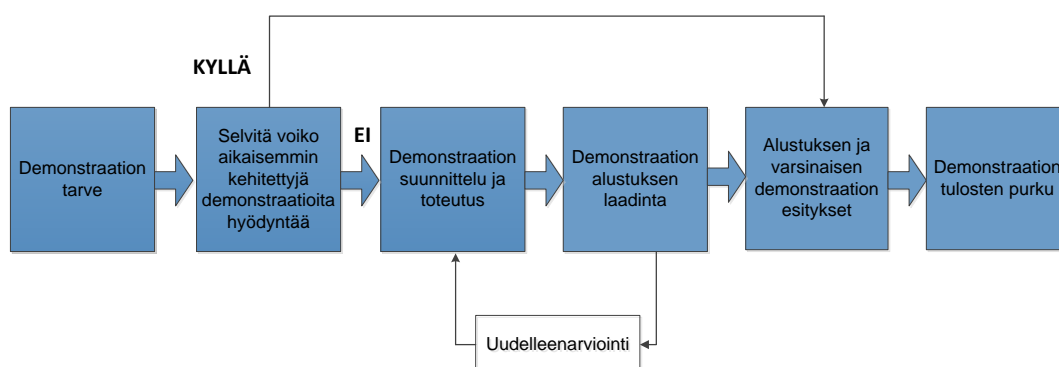 KYLLÄ
Demonstraation
tarve
Selvitä voiko
aikaisemmin
kehitettyjä
demonstraatioita
hyödyntää
EI
Demonstraation
suunnittelu ja
toteutus
Demonstraation
alustuksen
laadinta
Alustuksen ja
varsinaisen
demonstraation
esitykset
Demonstraation
tulosten purku
Uudelleenarviointi